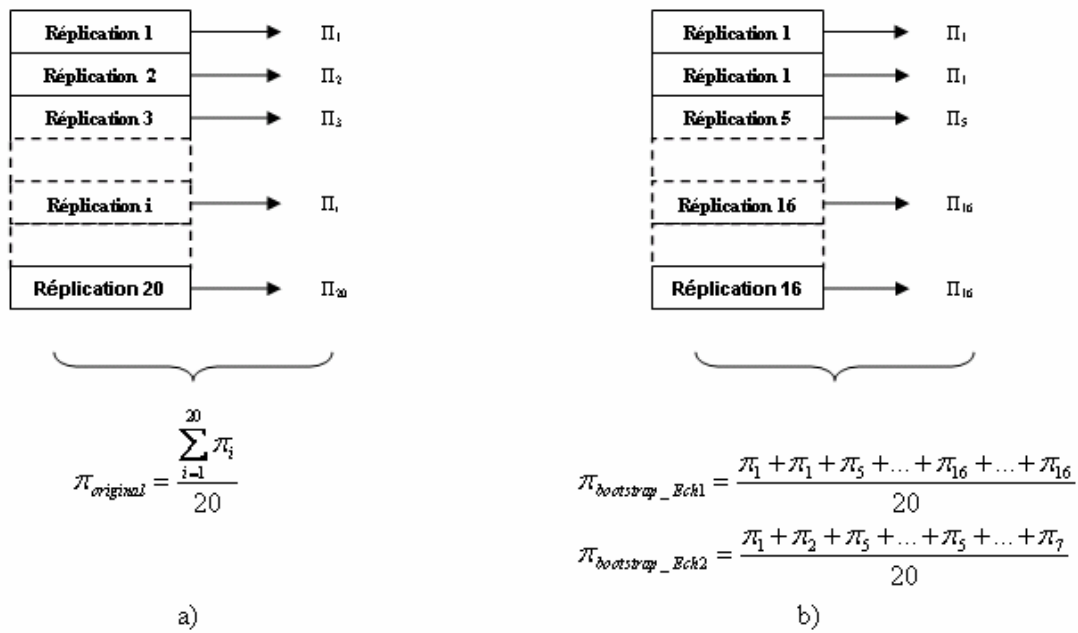 Réplication 1 Π₁
Réplication 2 Π₂
Réplication 3 Π₃
Réplication i Πᵢ
Réplication 20 Π₂₀
π_original = ∑_{i=1}^{20} π_i / 20
a)
Réplication 1 Π₁
Réplication 1 Π₁
Réplication 5 Π₅
Réplication 16 Π₁₆
Réplication 16 Π₁₆
π_bootstrap_Ech1 = (π₁ + π₁ + π₅ + ... + π₁₆ + ... + π₁₆) / 20
π_bootstrap_Ech2 = (π₁ + π₂ + π₅ + ... + π₅ + ... + π₇) / 20
b)